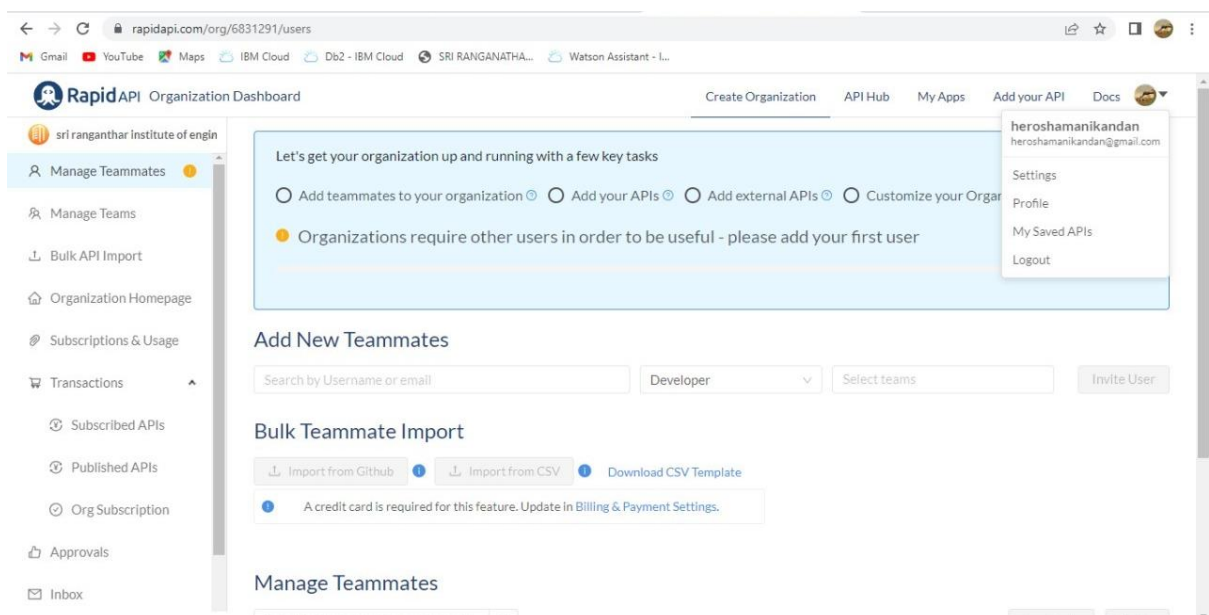 rapidapi.com/org/6831291/users
Gmail YouTube Maps IBM Cloud Db2 - IBM Cloud SRI RANGANATHA... Watson Assistant - I...
RapidAPI Organization Dashboard
Create Organization API Hub My Apps Add your API Docs
heroshamanikandan
heroshamanikandan@gmail.com
Settings
Profile
My Saved APIs
Logout
sri ranganthar institute of engin
Manage Teammates
Manage Teams
Bulk API Import
Organization Homepage
Subscriptions & Usage
Transactions
Subscribed APIs
Published APIs
Org Subscription
Approvals
Inbox
Let's get your organization up and running with a few key tasks
Add teammates to your organization Add your APIs Add external APIs Customize your Organ
Organizations require other users in order to be useful - please add your first user
Add New Teammates
Search by Username or email Developer Select teams Invite User
Bulk Teammate Import
Import from Github Import from CSV Download CSV Template
A credit card is required for this feature. Update in Billing & Payment Settings.
Manage Teammates